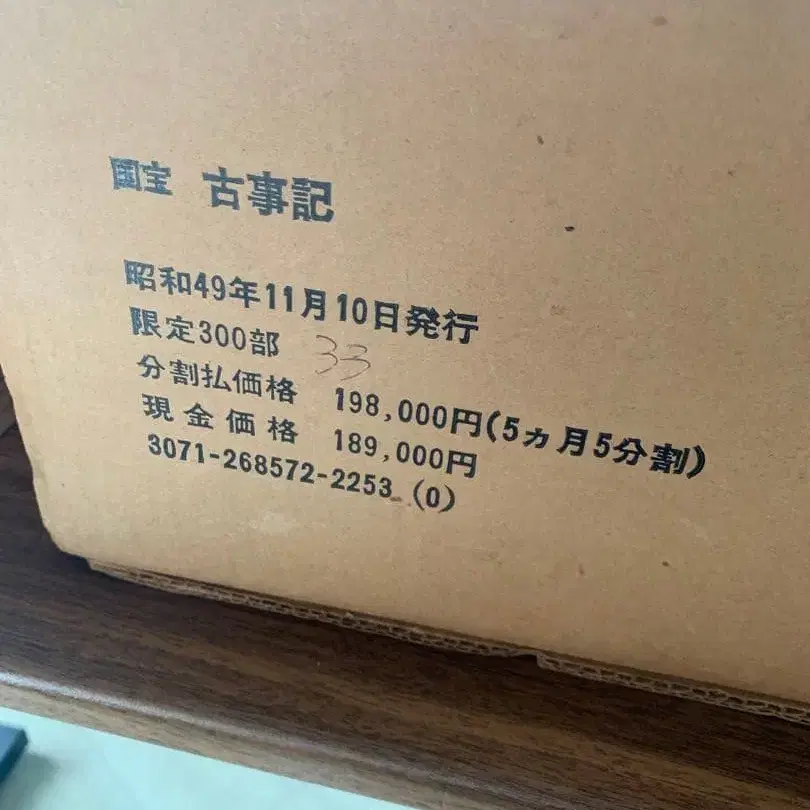 国宝 古事記
昭和49年11月10日発行
限定300部 33
分割払価格 198,000円(5ヵ月5分割)
現金価格 189,000円
3071-268572-2253 (0)